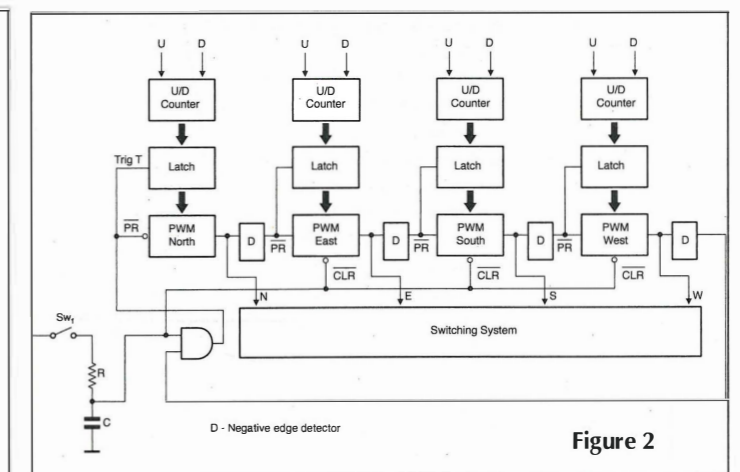 U D U D U D U D
U/D Counter U/D Counter U/D Counter U/D Counter
Trig T
Latch Latch Latch Latch
PR PWM North D PR PWM East D PR PWM South D PR PWM West D
CLR CLR CLR
N E S W
Sw1
Switching System
R
C
D - Negative edge detector
Figure 2